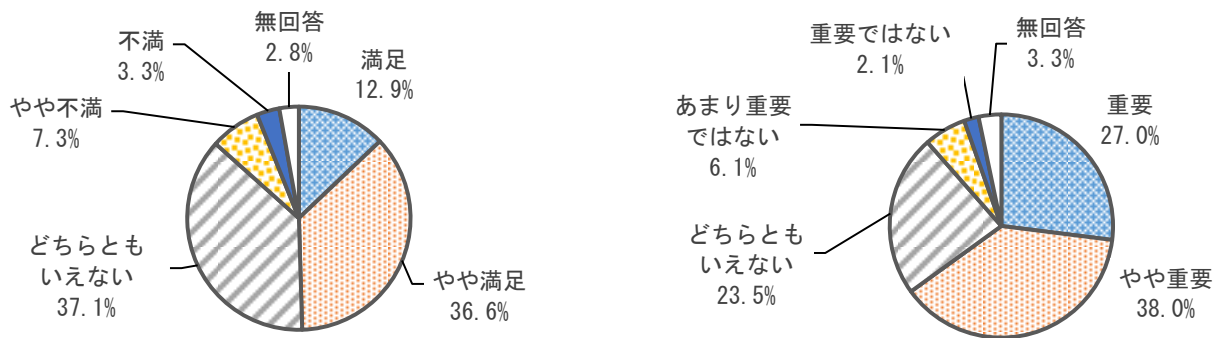 無回答
2.8%
不満
3.3%
満足
12.9%
やや不満
7.3%
どちらとも
いえない
37.1%
やや満足
36.6%
無回答
3.3%
重要ではない
2.1%
重要
27.0%
あまり重要
ではない
6.1%
どちらとも
いえない
23.5%
やや重要
38.0%